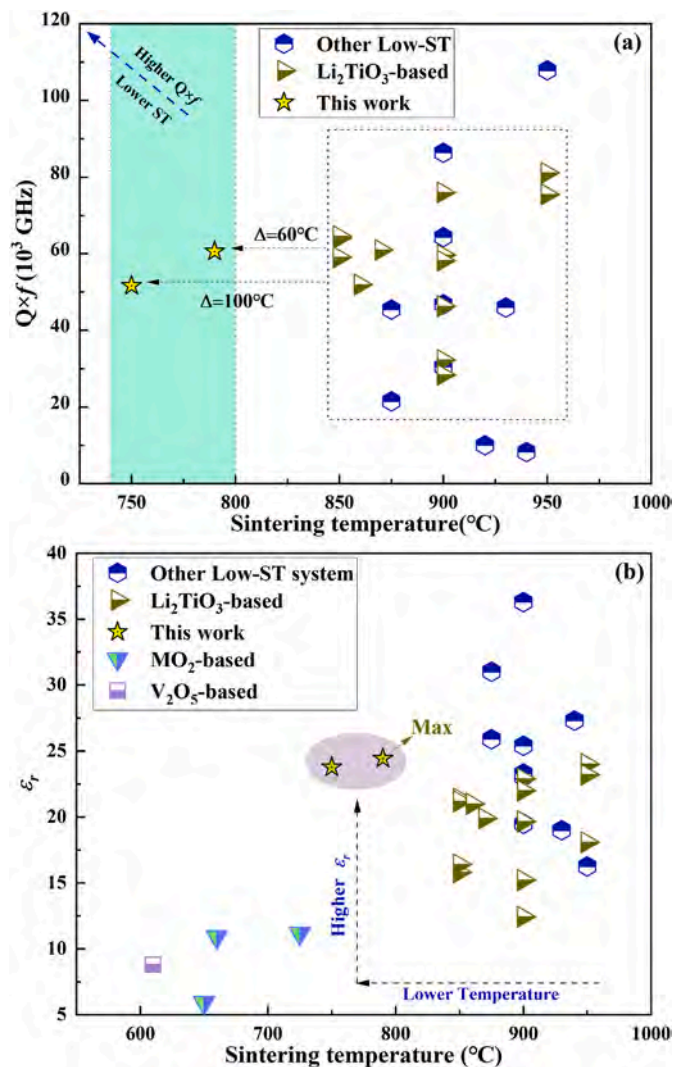 120
100
80
60
40
20
0
Q×f (10³ GHz)
(a)
Higher Q×f
Lower ST
Other Low-ST
Li₂TiO₃-based
This work
Δ=60°C
Δ=100°C
750 800 850 900 950 1000
Sintering temperature(°C)
40
35
30
25
20
15
10
5
εr
(b)
Other Low-ST system
Li₂TiO₃-based
This work
MO₂-based
V₂O₅-based
Max
Higher εr
Lower Temperature
600 700 800 900 1000
Sintering temperature (°C)